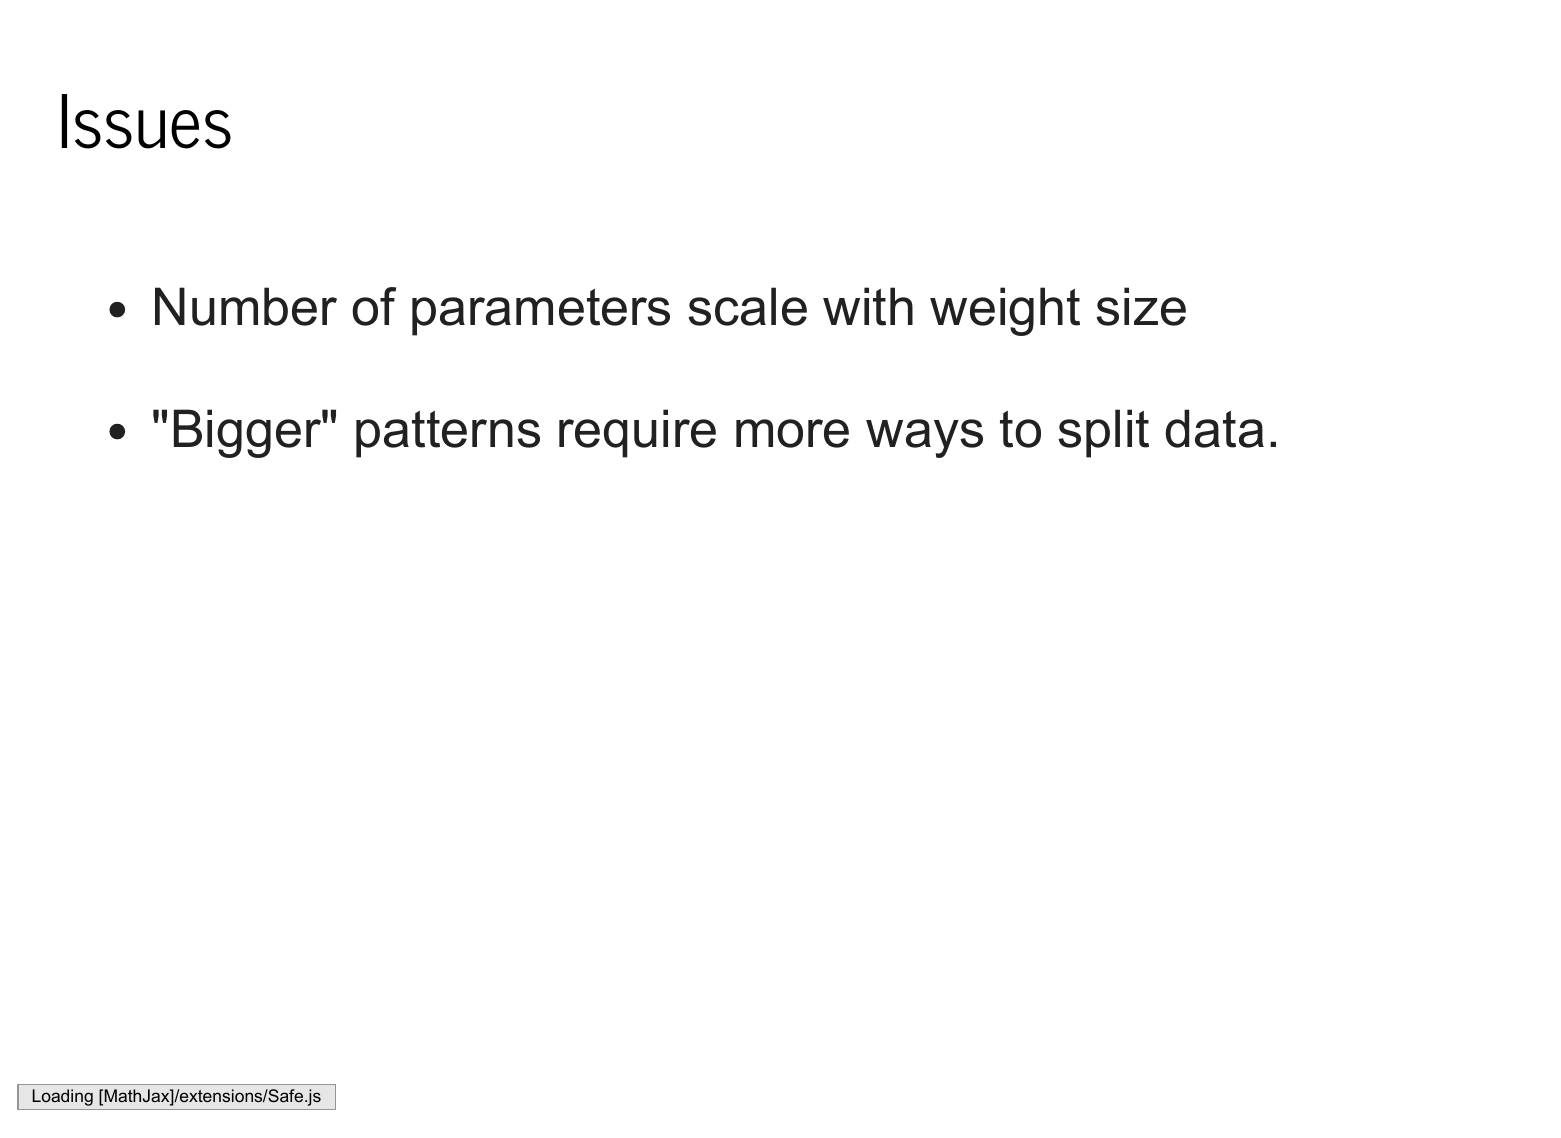 Issues
Number of parameters scale with weight size
"Bigger" patterns require more ways to split data.
Loading [MathJax]/extensions/Safe.js